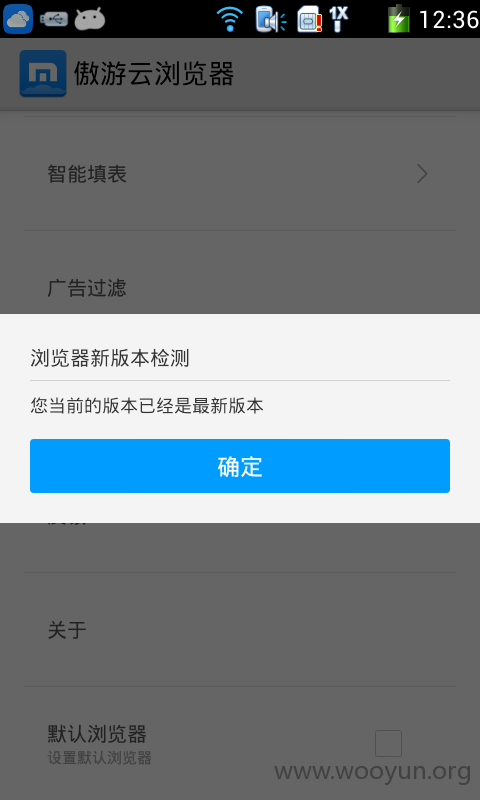 1X
12:36
傲游云浏览器
智能填表
广告过滤
浏览器新版本检测
您当前的版本已经是最新版本
确定
关于
默认浏览器
设置默认浏览器
www.wooyun.org